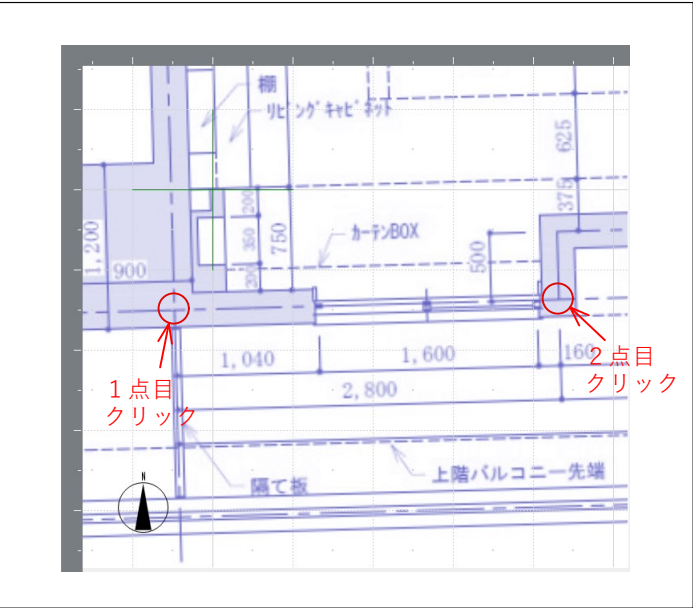 棚
リビングキャビネット
625
375
200
350
750
200
カーテンBOX
500
1,200
900
1,040
1,600
160
2,800
1点目
クリック
2点目
クリック
上階バルコニー先端
隔て板
N